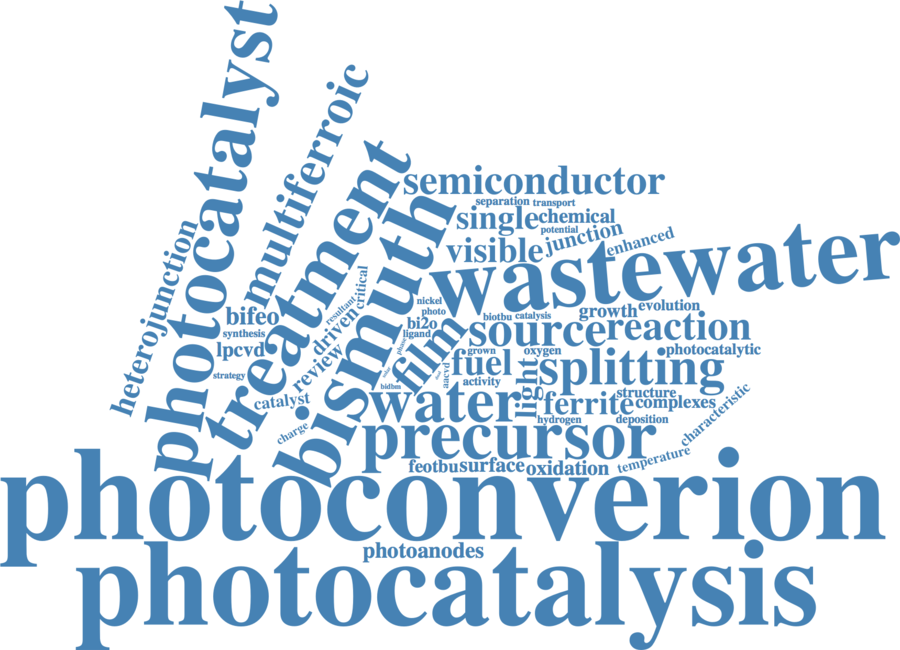 photocatalyst
multiferroic
heterojunction
treatment
bismuth
semiconductor
separation transport
single chemical
potential
visible junction enhanced
wastewater
critical
resultant
driven
review
bifeo
synthesis
lpcvd
strategy
catalyst
charge
nickel
photo
bi2o
ligand
phase
film
bidbm
aacvd
biotbu catalysis
growth evolution
source reaction
grown oxygen photocatalytic
fuel
activity
splitting
light
water
structure
ferrite complexes
hydrogen deposition
characteristic
precursor
feotbu surface oxidation temperature
photoconverion
photoanodes
photocatalysis